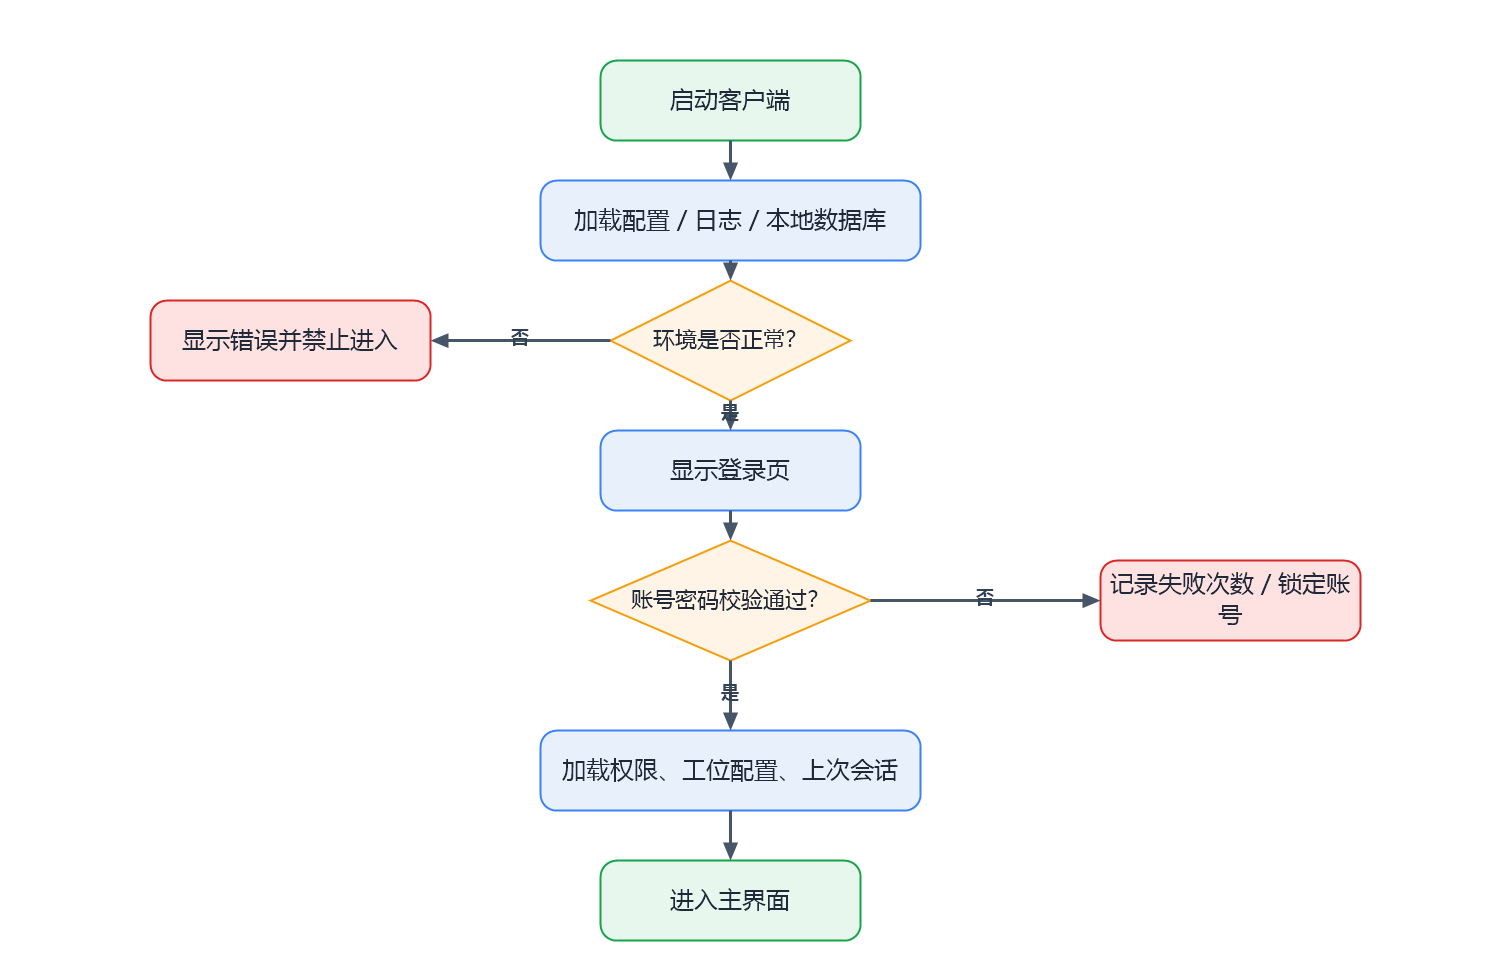 启动客户端
加载配置 / 日志 / 本地数据库
环境是否正常？
否
显示错误并禁止进入
是
显示登录页
账号密码校验通过？
否
记录失败次数 / 锁定账
号
是
加载权限、工位配置、上次会话
进入主界面